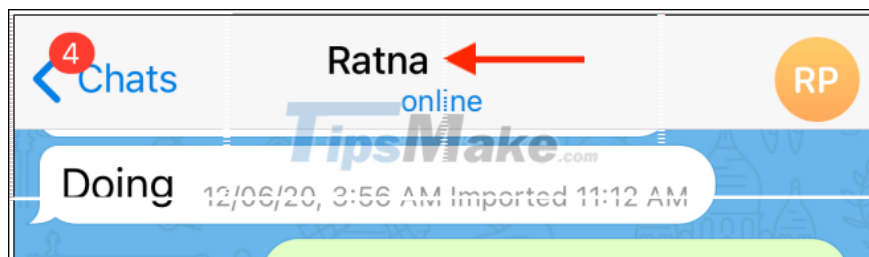 4
Chats
Ratna
online
RP
TipsMake.com
Doing 12/06/20, 3:56 AM Imported 11:12 AM